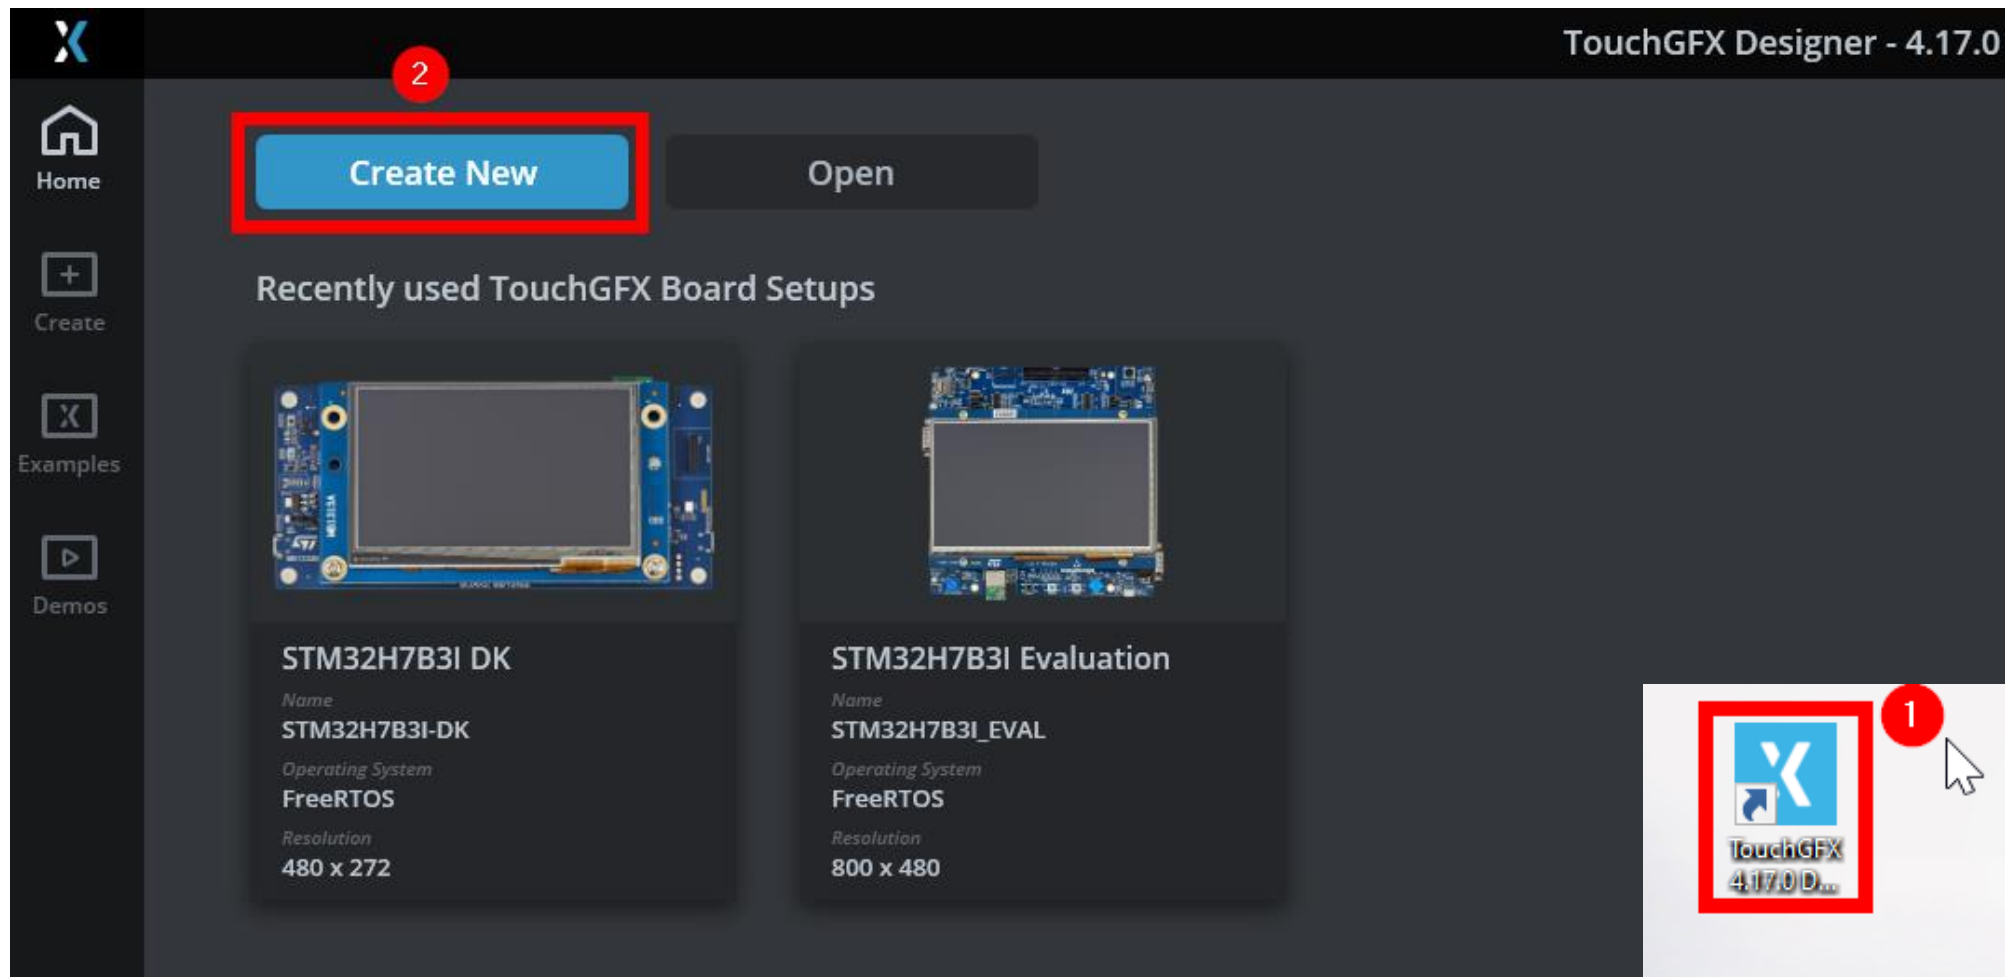 TouchGFX Designer - 4.17.0
2
Home
Create New
Open
Create
Recently used TouchGFX Board Setups
Examples
MB1315A
Demos
STM32H7B3I DK
Name
STM32H7B3I-DK
Operating System
FreeRTOS
Resolution
480 x 272
STM32H7B3I Evaluation
Name
STM32H7B3I_EVAL
Operating System
FreeRTOS
Resolution
800 x 480
1
TouchGFX
4.17.0 D...